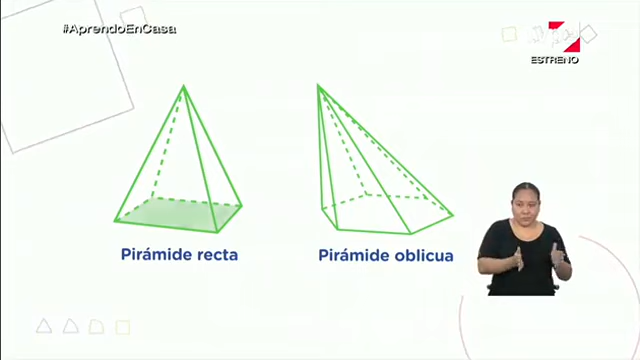 #AprendoEnCasa
ESTRENO
Pirámide recta
Pirámide oblicua